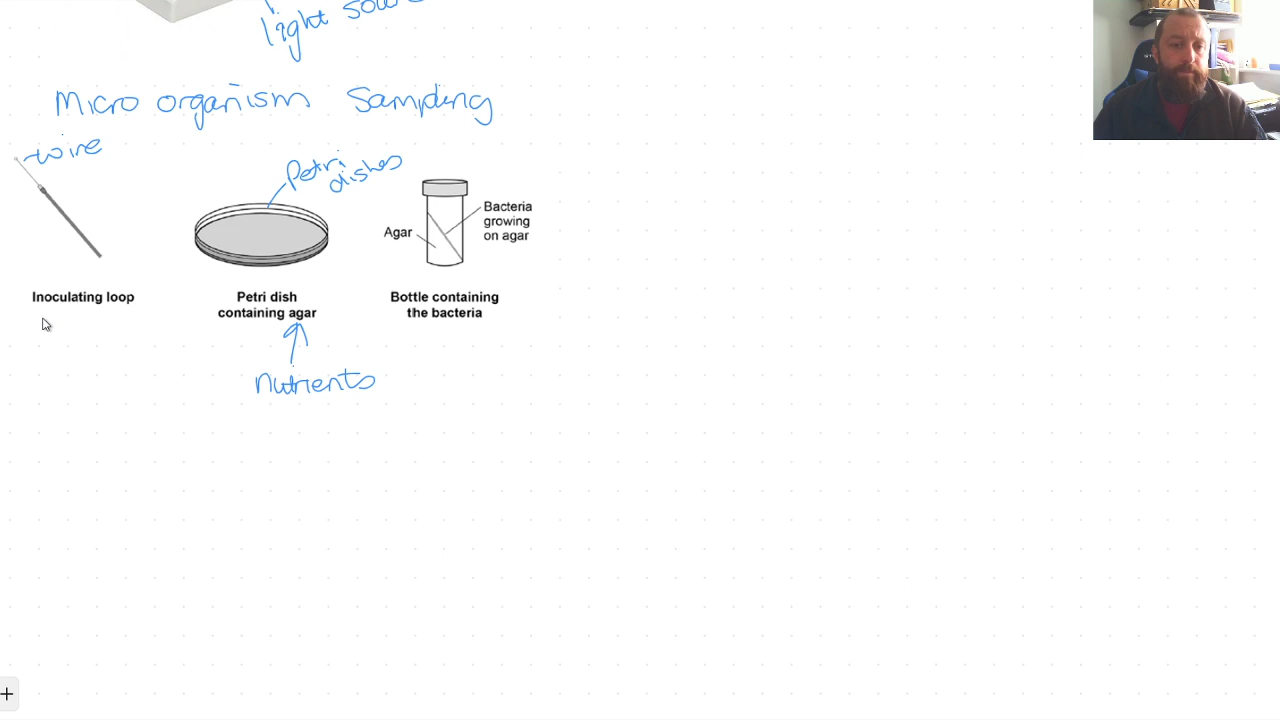 light
Micro organism Sampling
wire
Petri
dishes
Agar
Bacteria
growing
on agar
Inoculating loop
Petri dish
containing agar
Bottle containing
the bacteria
nutrients